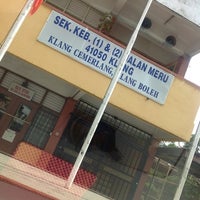 SEK. KEB. (1) & (2) JALAN MERU
41050 KLANG
KLANG CEMERLANG KLANG BOLEH